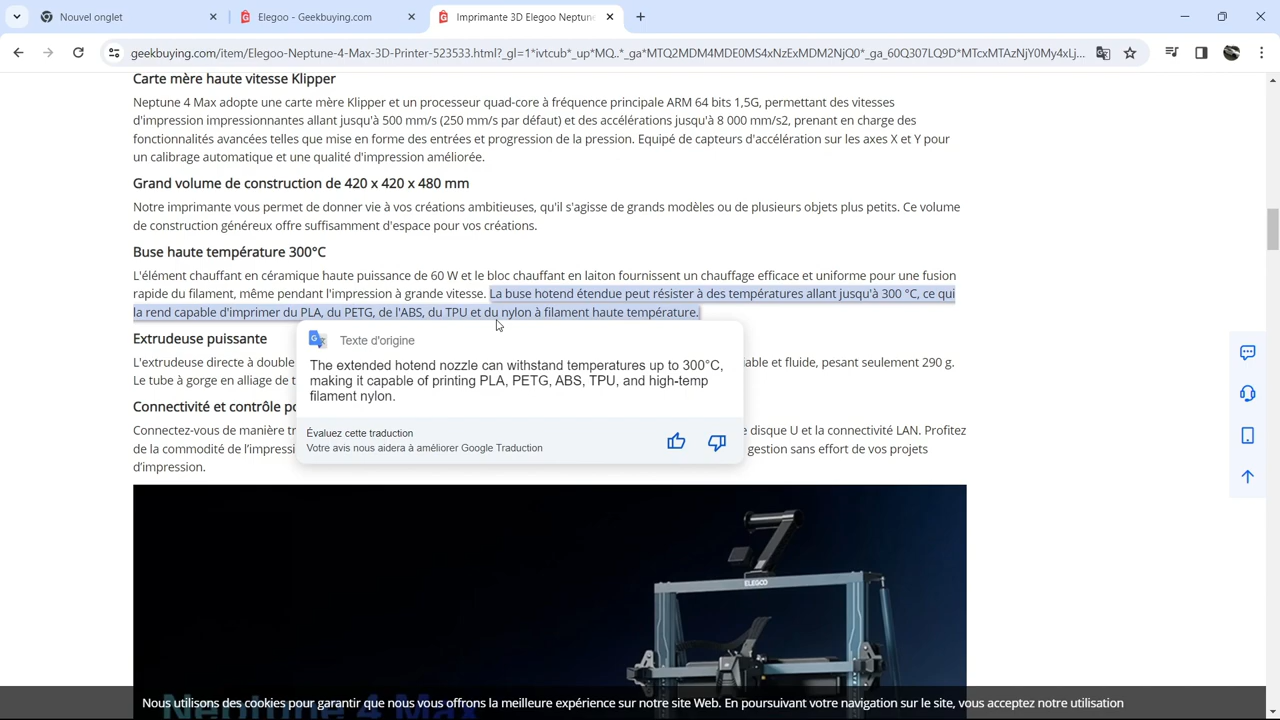 Nouvel onglet
Elegoo - Geekbuying.com
Imprimante 3D Elegoo Neptune
geekbuying.com/item/Elegoo-Neptune-4-Max-3D-Printer-523533.html?_gl=1*ivtcub*_up*MQ..*_ga*MTQ2MDM4MDE0MS4xNzExMDM2NjQ0*_ga_60Q307LQ9D*MTcxMTAzNjY0My4xLj...
Carte mère haute vitesse Klipper
Neptune 4 Max adopte une carte mère Klipper et un processeur quad-core à fréquence principale ARM 64 bits 1,5G, permettant des vitesses
d'impression impressionnantes allant jusqu'à 500 mm/s (250 mm/s par défaut) et des accélérations jusqu'à 8 000 mm/s2, prenant en charge des
fonctionnalités avancées telles que mise en forme des entrées et progression de la pression. Equipé de capteurs d'accélération sur les axes X et Y pour
un calibrage automatique et une qualité d'impression améliorée.
Grand volume de construction de 420 x 420 x 480 mm
Notre imprimante vous permet de donner vie à vos créations ambitieuses, qu'il s'agisse de grands modèles ou de plusieurs objets plus petits. Ce volume
de construction généreux offre suffisamment d'espace pour vos créations.
Buse haute température 300°C
L'élément chauffant en céramique haute puissance de 60 W et le bloc chauffant en laiton fournissent un chauffage efficace et uniforme pour une fusion
rapide du filament, même pendant l'impression à grande vitesse. La buse hotend étendue peut résister à des températures allant jusqu'à 300 °C, ce qui
la rend capable d'imprimer du PLA, du PETG, de l'ABS, du TPU et du nylon à filament haute température.
Extrudeuse puissante
L'extrudeuse directe à double
able et fluide, pesant seulement 290 g.
Le tube à gorge en alliage de t
Connectivité et contrôle po
Connectez-vous de manière tr
e disque U et la connectivité LAN. Profitez
de la commodité de l'impressi
gestion sans effort de vos projets
d'impression.
Texte d'origine
The extended hotend nozzle can withstand temperatures up to 300°C,
making it capable of printing PLA, PETG, ABS, TPU, and high-temp
filament nylon.
Évaluez cette traduction
Votre avis nous aidera à améliorer Google Traduction
ELEGOO
Neptune 4 Max
Nous utilisons des cookies pour garantir que nous vous offrons la meilleure expérience sur notre site Web. En poursuivant votre navigation sur le site, vous acceptez notre utilisation